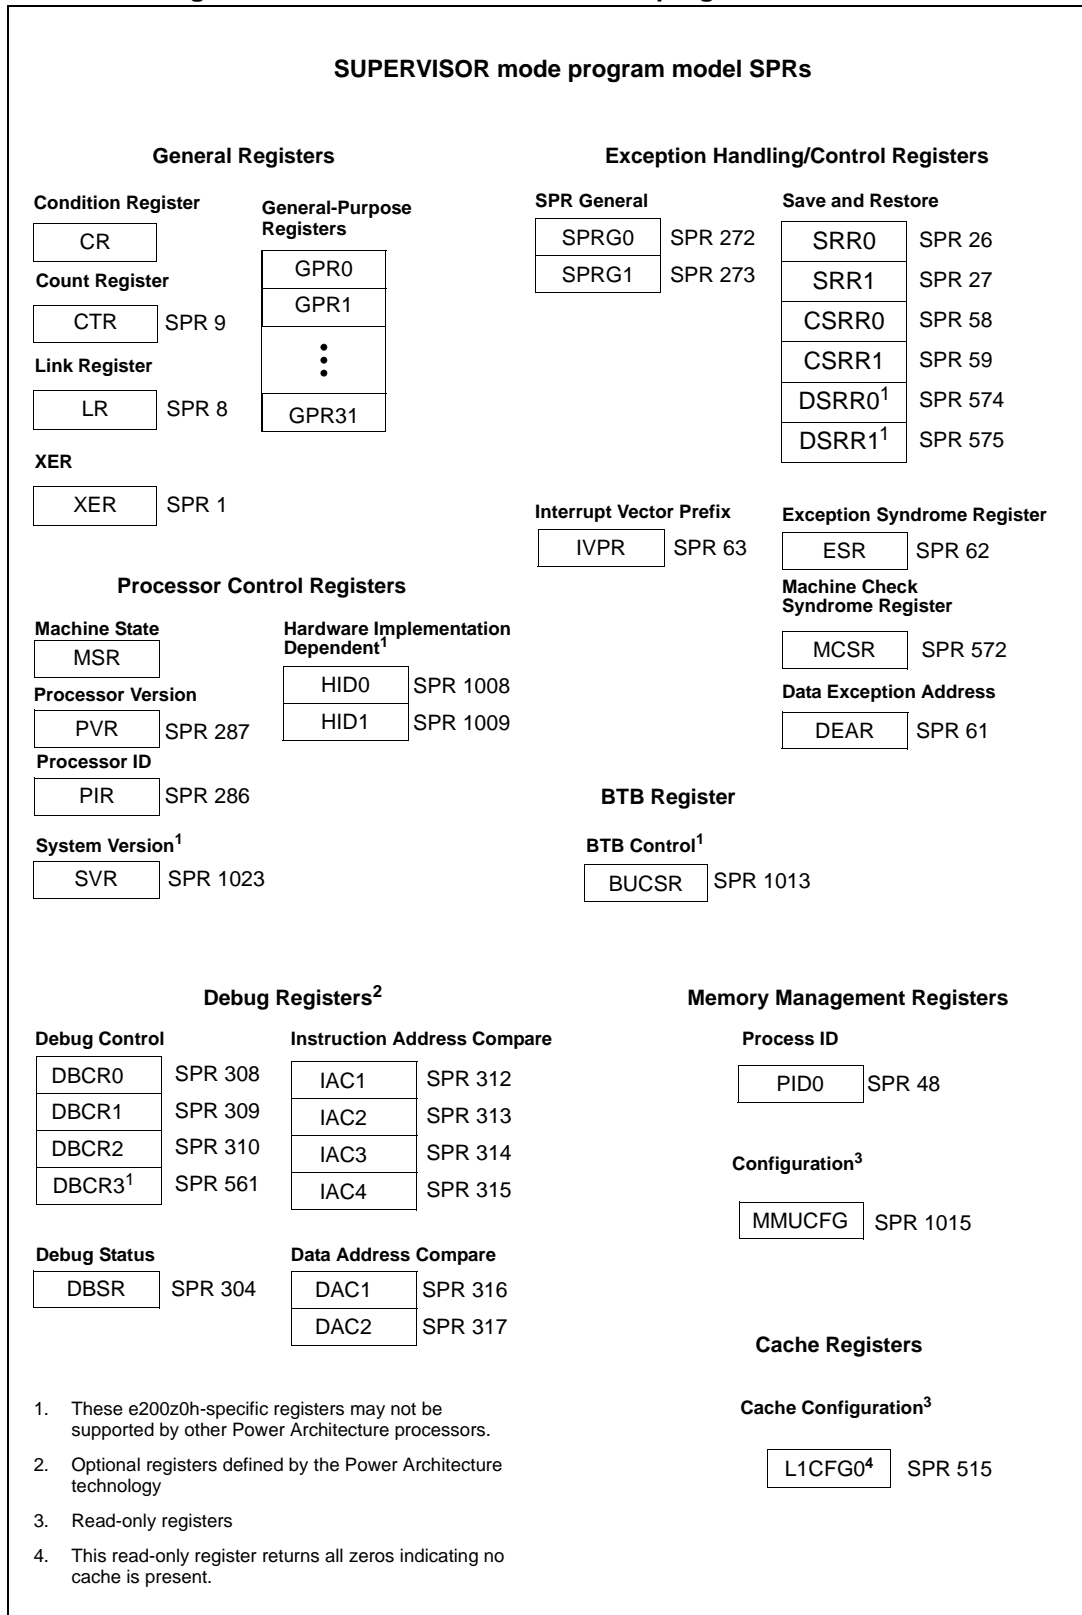 SUPERVISOR mode program model SPRs
General Registers
Condition Register
CR
Count Register
CTR SPR 9
Link Register
LR SPR 8
XER
XER SPR 1
General-Purpose
Registers
GPR0
GPR1
GPR31
Exception Handling/Control Registers
SPR General
SPRG0 SPR 272
SPRG1 SPR 273
Save and Restore
SRR0 SPR 26
SRR1 SPR 27
CSRR0 SPR 58
CSRR1 SPR 59
DSRR0¹ SPR 574
DSRR1¹ SPR 575
Interrupt Vector Prefix
IVPR SPR 63
Exception Syndrome Register
ESR SPR 62
Machine Check
Syndrome Register
MCSR SPR 572
Data Exception Address
DEAR SPR 61
Processor Control Registers
Machine State
MSR
Processor Version
PVR SPR 287
Processor ID
PIR SPR 286
System Version¹
SVR SPR 1023
Hardware Implementation
Dependent¹
HID0 SPR 1008
HID1 SPR 1009
BTB Register
BTB Control¹
BUCSR SPR 1013
Debug Registers²
Debug Control
DBCR0 SPR 308
DBCR1 SPR 309
DBCR2 SPR 310
DBCR3¹ SPR 561
Instruction Address Compare
IAC1 SPR 312
IAC2 SPR 313
IAC3 SPR 314
IAC4 SPR 315
Debug Status
DBSR SPR 304
Data Address Compare
DAC1 SPR 316
DAC2 SPR 317
Memory Management Registers
Process ID
PID0 SPR 48
Configuration³
MMUCFG SPR 1015
Cache Registers
Cache Configuration³
L1CFG0⁴ SPR 515
1. These e200z0h-specific registers may not be
supported by other Power Architecture processors.
2. Optional registers defined by the Power Architecture
technology
3. Read-only registers
4. This read-only register returns all zeros indicating no
cache is present.